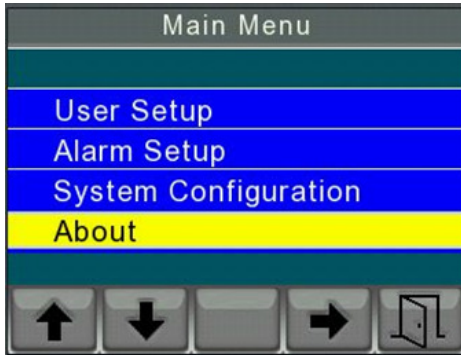 Main Menu
User Setup
Alarm Setup
System Configuration
About